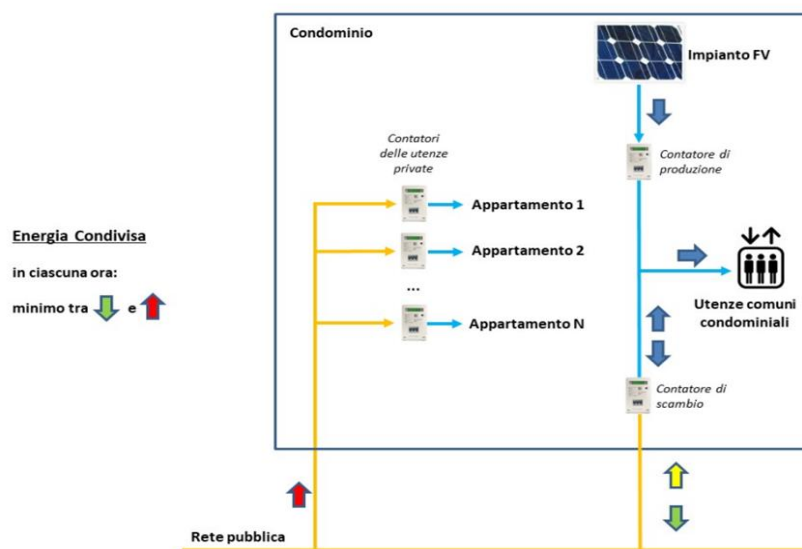 Condominio
Impianto FV
Contatori
delle utenze
private
Contatore di
produzione
Appartamento 1
Energia Condivisa
in ciascuna ora:
minimo tra e
Appartamento 2
...
Appartamento N
Utenze comuni
condominiali
Contatore di
scambio
Rete pubblica